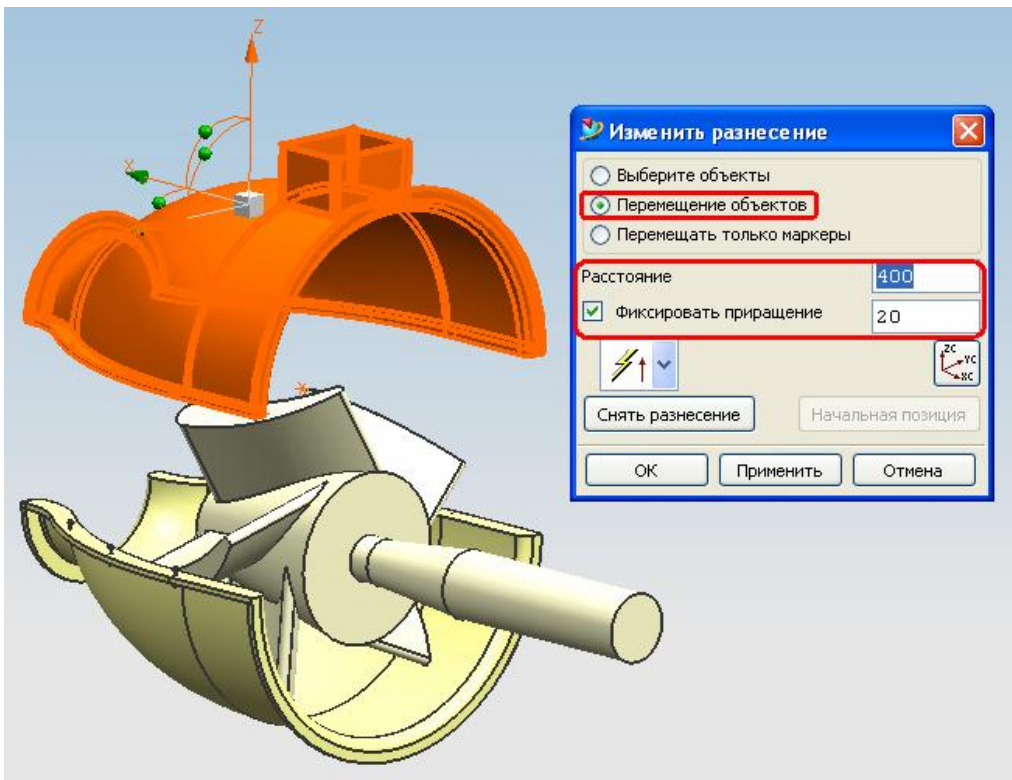 Z
X
Изменить разнесение
Выберите объекты
Перемещение объектов
Перемещать только маркеры
Расстояние 400
Фиксировать приращение 20
ZC
YC
XC
Снять разнесение Начальная позиция
ОК Применить Отмена